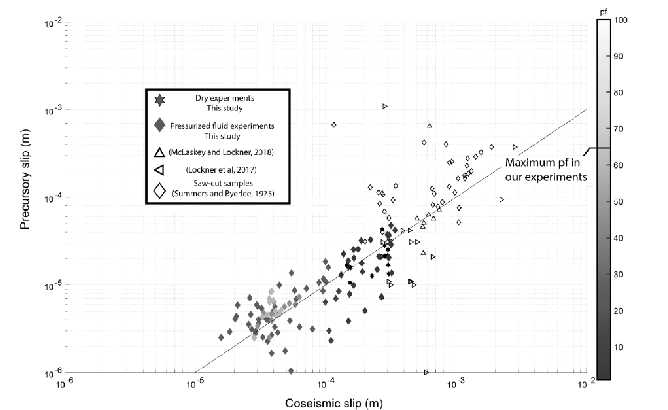 pf
10-2
100
90
80
70
60
50
40
30
20
10
10-3
10-4
10-5
10-6
Precursory slip (m)
Dry experiments
This study
Pressurized fluid experiments
This study
(McLaskey and Lockner, 2018)
(Lockner et al, 2017)
Saw-cut samples
(Summers and Byerlee, 1975)
Maximum pf in
our experiments
10-6
10-5
10-4
10-3
10-2
Coseismic slip (m)